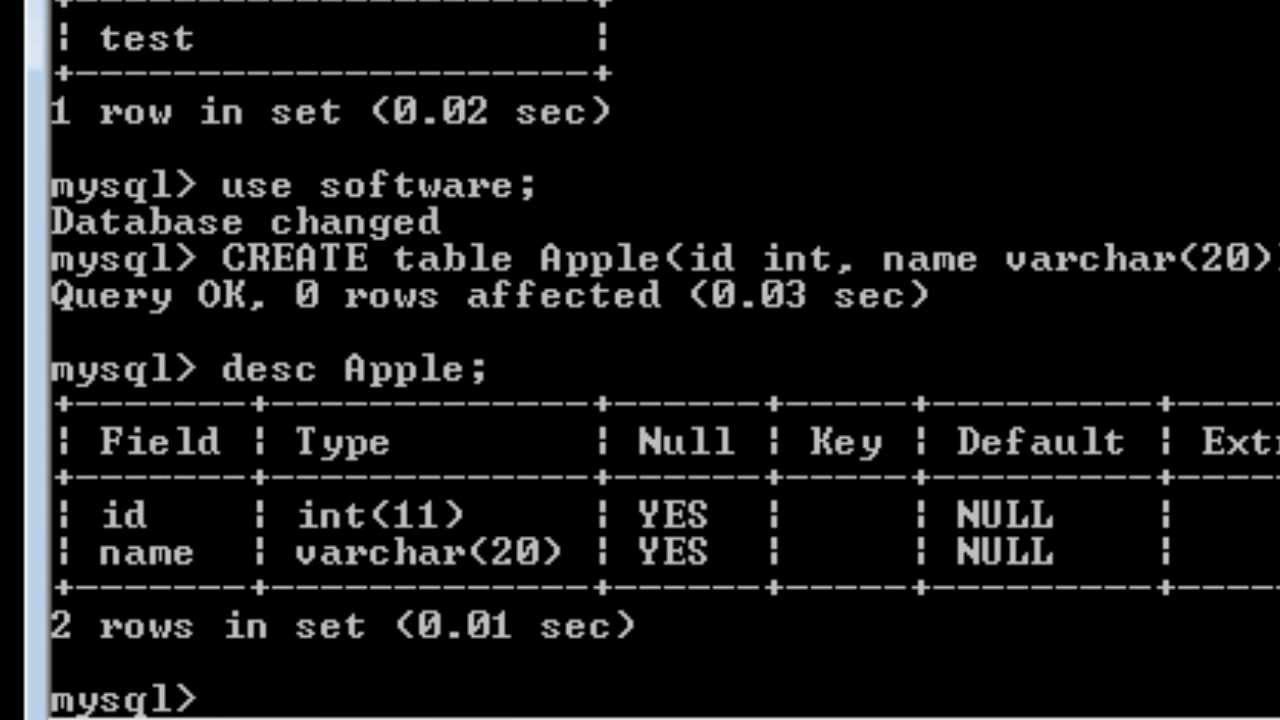 +---------------------+
| test                |
+---------------------+
1 row in set (0.02 sec)
mysql> use software;
Database changed
mysql> CREATE table Apple(id int, name varchar(20)
Query OK, 0 rows affected (0.03 sec)
mysql> desc Apple;
+-------+-------------+------+-----+---------+-----
| Field | Type        | Null | Key | Default | Extr
+-------+-------------+------+-----+---------+-----
| id    | int(11)     | YES  |     | NULL    |
| name  | varchar(20) | YES  |     | NULL    |
+-------+-------------+------+-----+---------+-----
2 rows in set (0.01 sec)
mysql>